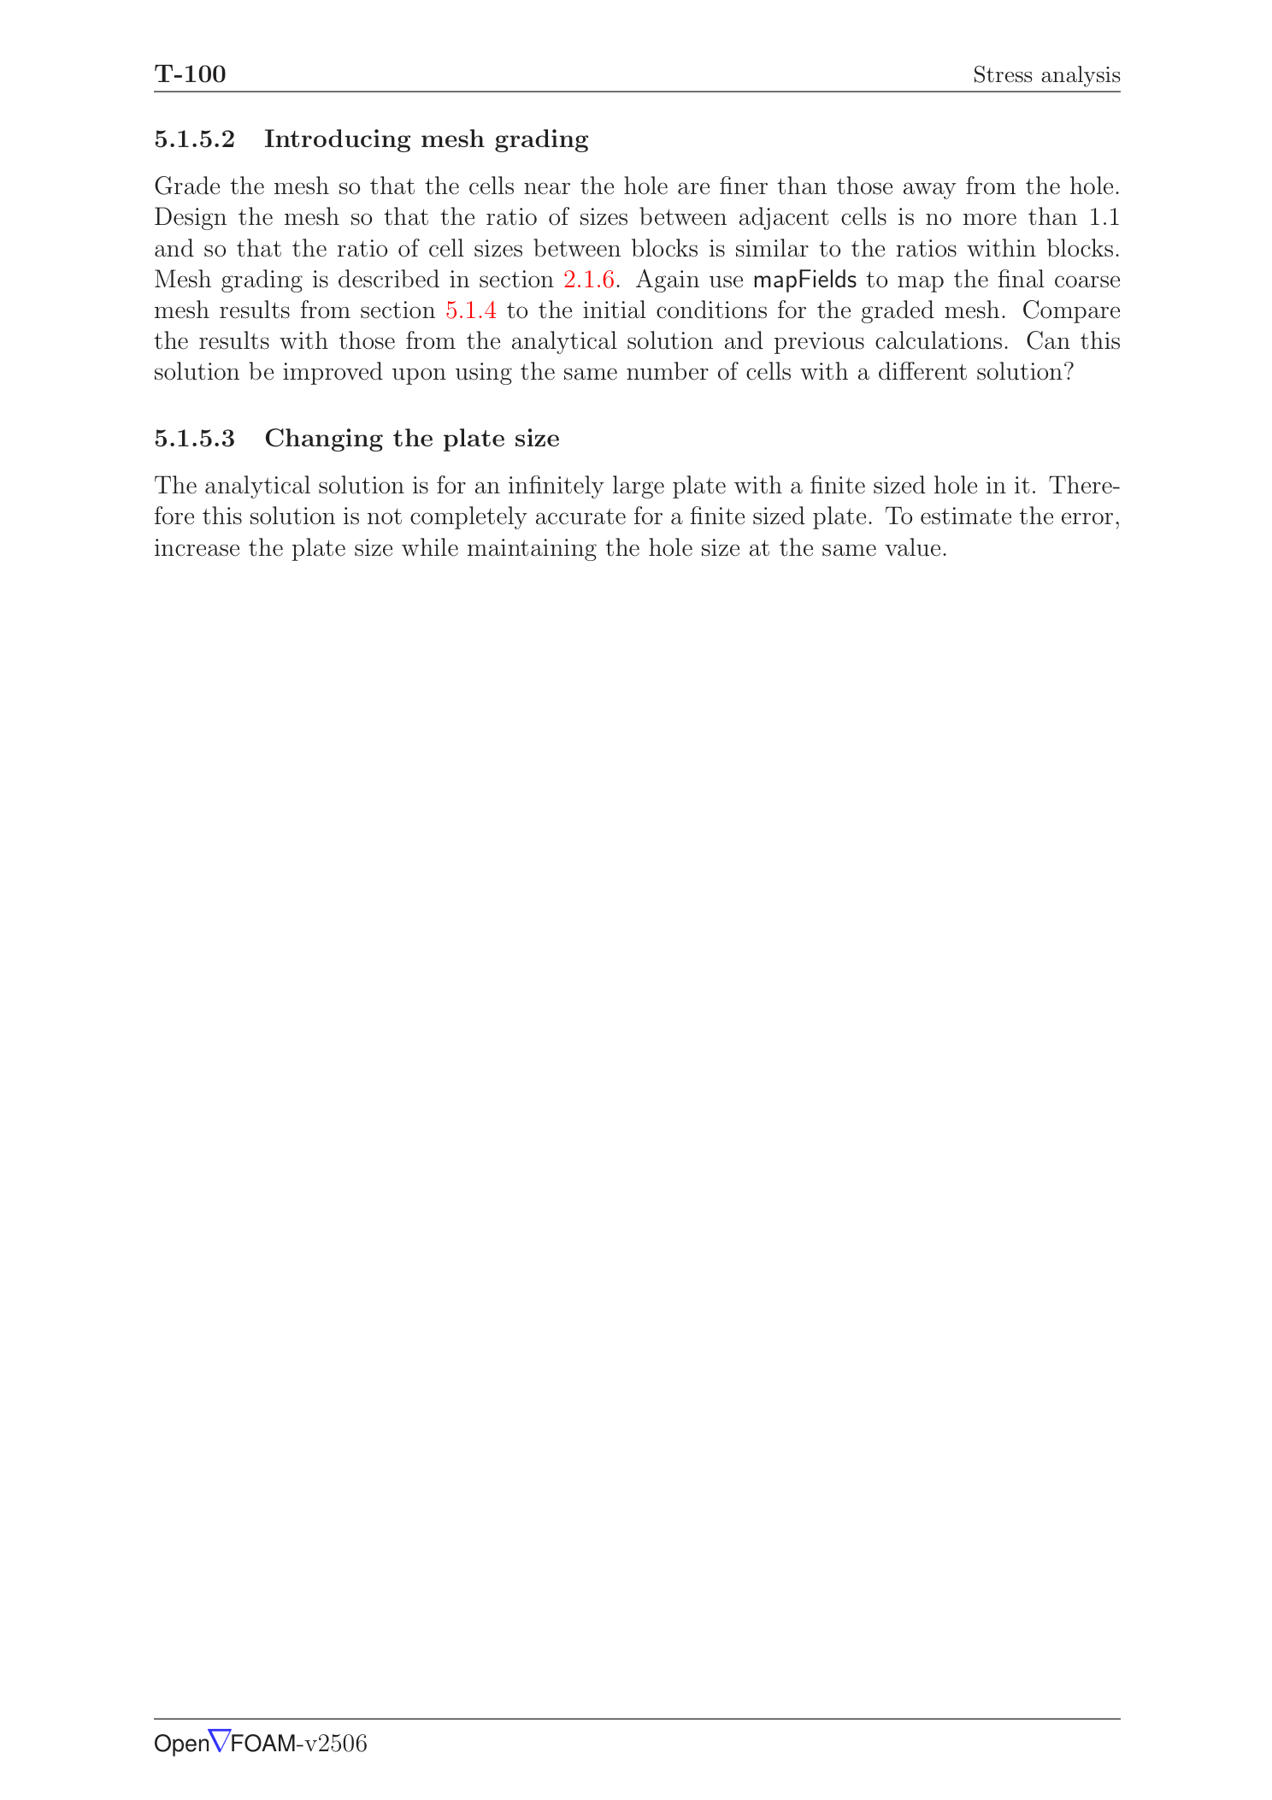 T-100 Stress analysis
5.1.5.2 Introducing mesh grading
Grade the mesh so that the cells near the hole are finer than those away from the hole.
Design the mesh so that the ratio of sizes between adjacent cells is no more than 1.1
and so that the ratio of cell sizes between blocks is similar to the ratios within blocks.
Mesh grading is described in section 2.1.6. Again use mapFields to map the final coarse
mesh results from section 5.1.4 to the initial conditions for the graded mesh. Compare
the results with those from the analytical solution and previous calculations. Can this
solution be improved upon using the same number of cells with a different solution?
5.1.5.3 Changing the plate size
The analytical solution is for an infinitely large plate with a finite sized hole in it. There-
fore this solution is not completely accurate for a finite sized plate. To estimate the error,
increase the plate size while maintaining the hole size at the same value.
Open∇FOAM-v2506